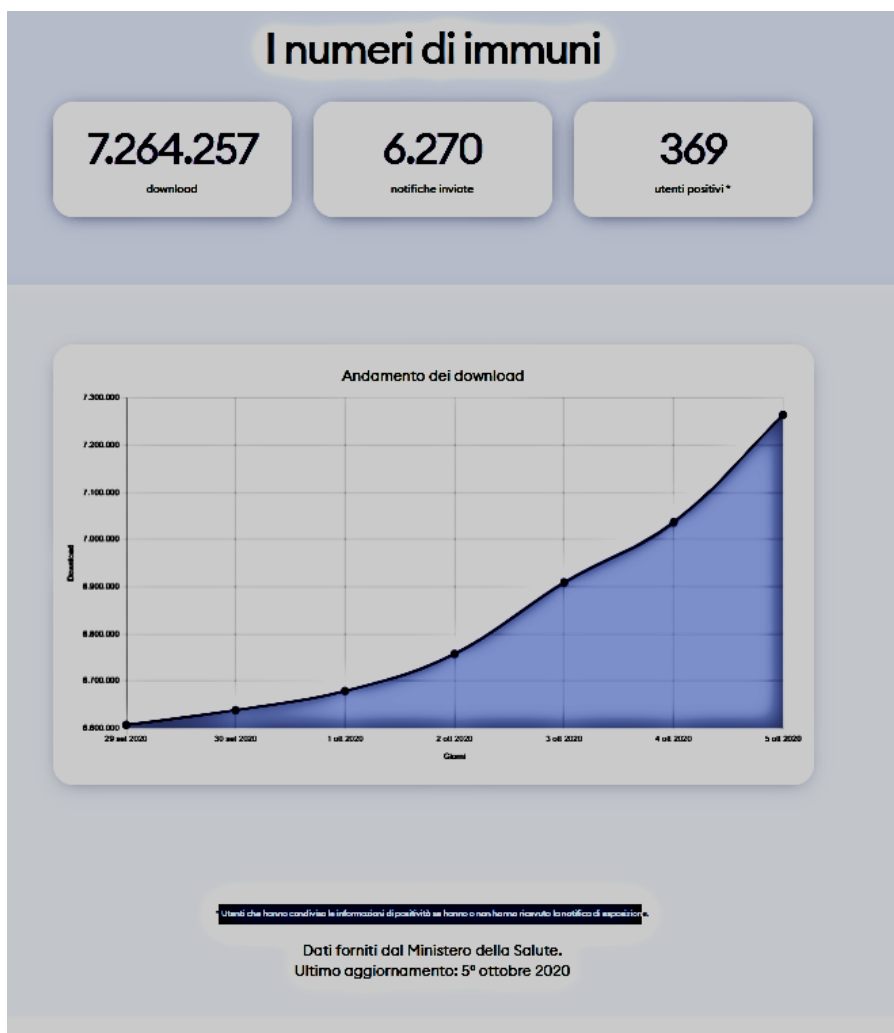 I numeri di immuni
7.264.257
download
6.270
notifiche inviate
369
utenti positivi *
Andamento dei download
7.300.000
7.200.000
7.100.000
7.000.000
6.900.000
6.800.000
6.700.000
6.600.000
Download
29 set 2020
30 set 2020
1 ott 2020
2 ott 2020
3 ott 2020
4 ott 2020
5 ott 2020
Giorni
* Utenti che hanno condiviso le informazioni di positività se hanno o non hanno ricevuto la notifica di esposizione.
Dati forniti dal Ministero della Salute.
Ultimo aggiornamento: 5° ottobre 2020